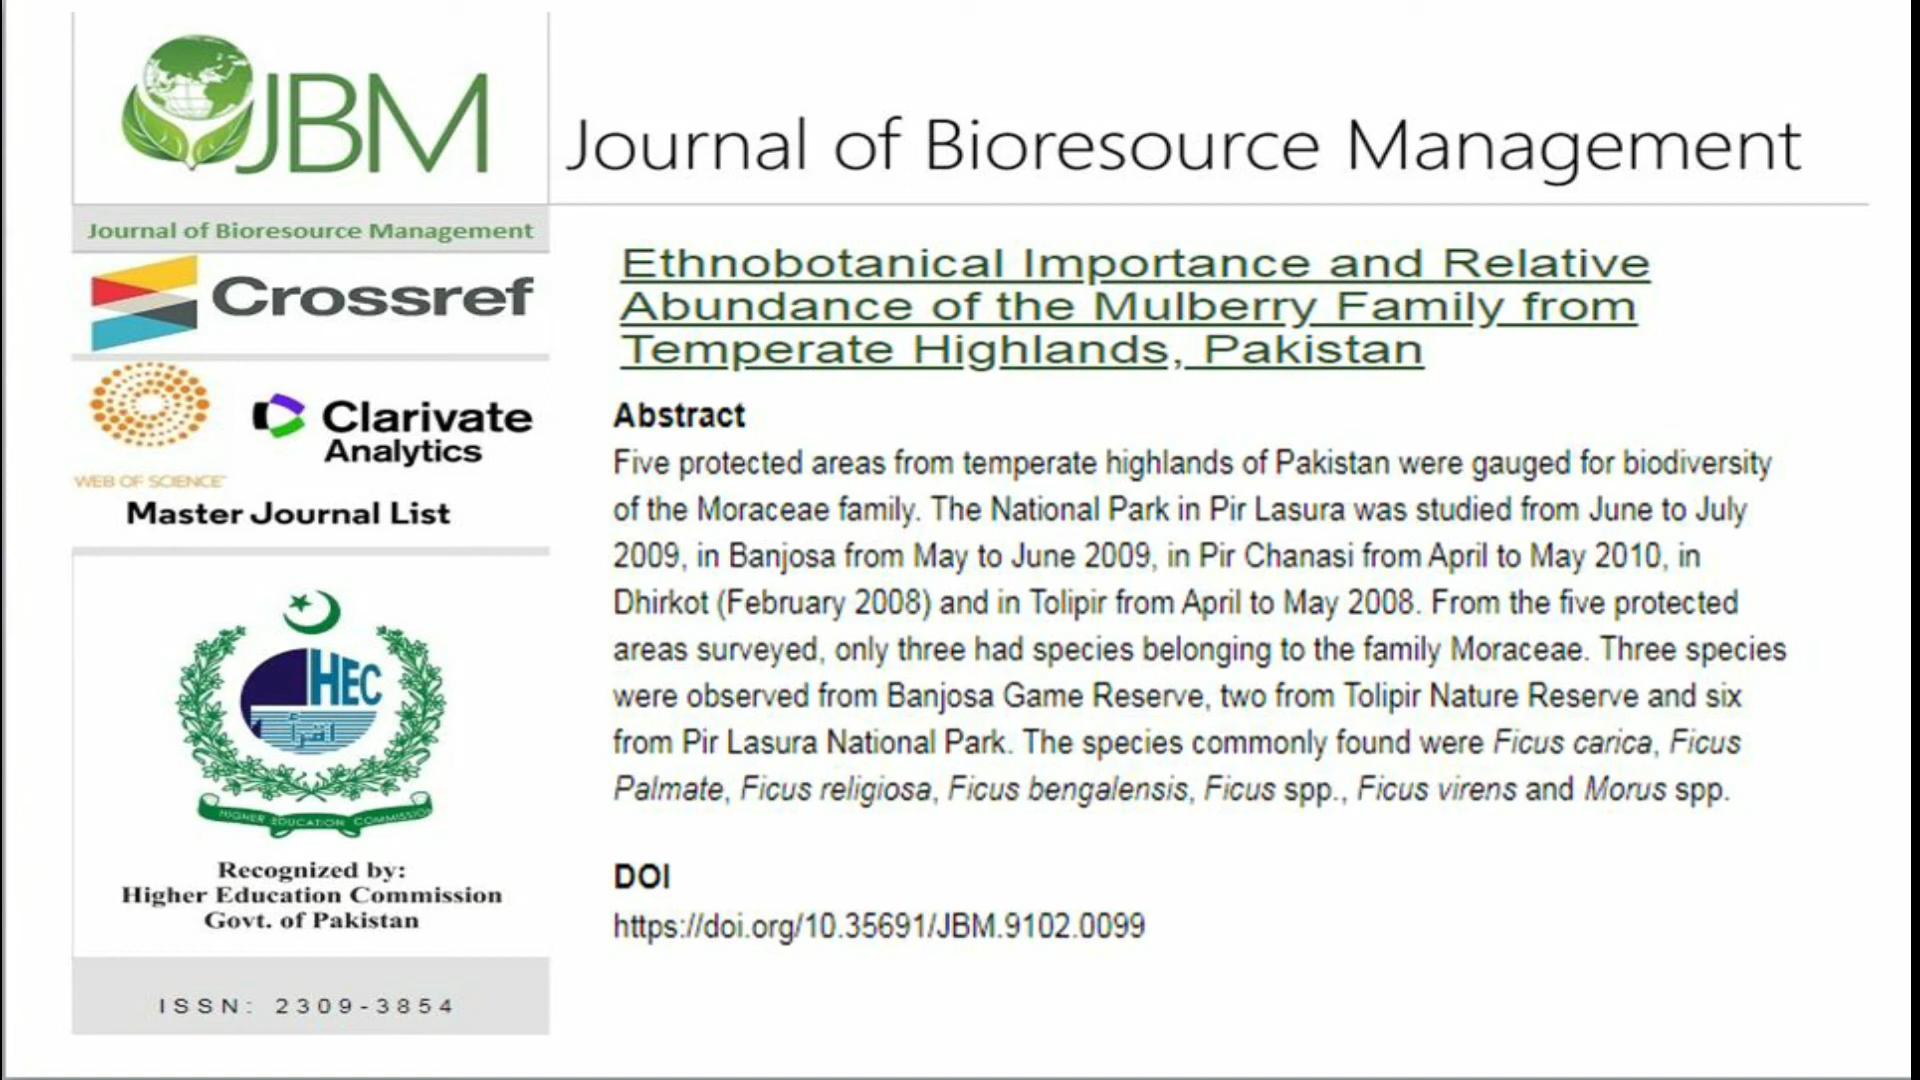 JBM
Journal of Bioresource Management
Journal of Bioresource Management
Crossref
WEB OF SCIENCE™
Clarivate
Analytics
Master Journal List
HEC
اقرأ
HIGHER EDUCATION COMMISSION
Recognized by:
Higher Education Commission
Govt. of Pakistan
ISSN: 2309-3854
Ethnobotanical Importance and Relative
Abundance of the Mulberry Family from
Temperate Highlands, Pakistan
Abstract
Five protected areas from temperate highlands of Pakistan were gauged for biodiversity
of the Moraceae family. The National Park in Pir Lasura was studied from June to July
2009, in Banjosa from May to June 2009, in Pir Chanasi from April to May 2010, in
Dhirkot (February 2008) and in Tolipir from April to May 2008. From the five protected
areas surveyed, only three had species belonging to the family Moraceae. Three species
were observed from Banjosa Game Reserve, two from Tolipir Nature Reserve and six
from Pir Lasura National Park. The species commonly found were Ficus carica, Ficus
Palmate, Ficus religiosa, Ficus bengalensis, Ficus spp., Ficus virens and Morus spp.
DOI
https://doi.org/10.35691/JBM.9102.0099